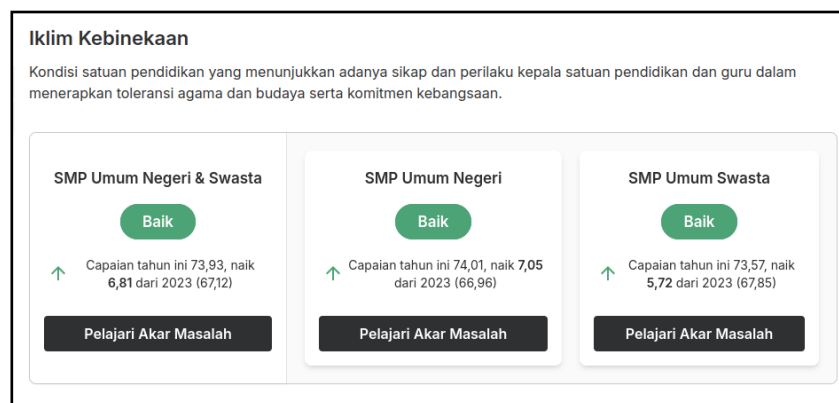 Iklim Kebinekaan
Kondisi satuan pendidikan yang menunjukkan adanya sikap dan perilaku kepala satuan pendidikan dan guru dalam
menerapkan toleransi agama dan budaya serta komitmen kebangsaan.
SMP Umum Negeri & Swasta
Baik
Capaian tahun ini 73,93, naik
6,81 dari 2023 (67,12)
Pelajari Akar Masalah
SMP Umum Negeri
Baik
Capaian tahun ini 74,01, naik 7,05
dari 2023 (66,96)
Pelajari Akar Masalah
SMP Umum Swasta
Baik
Capaian tahun ini 73,57, naik
5,72 dari 2023 (67,85)
Pelajari Akar Masalah